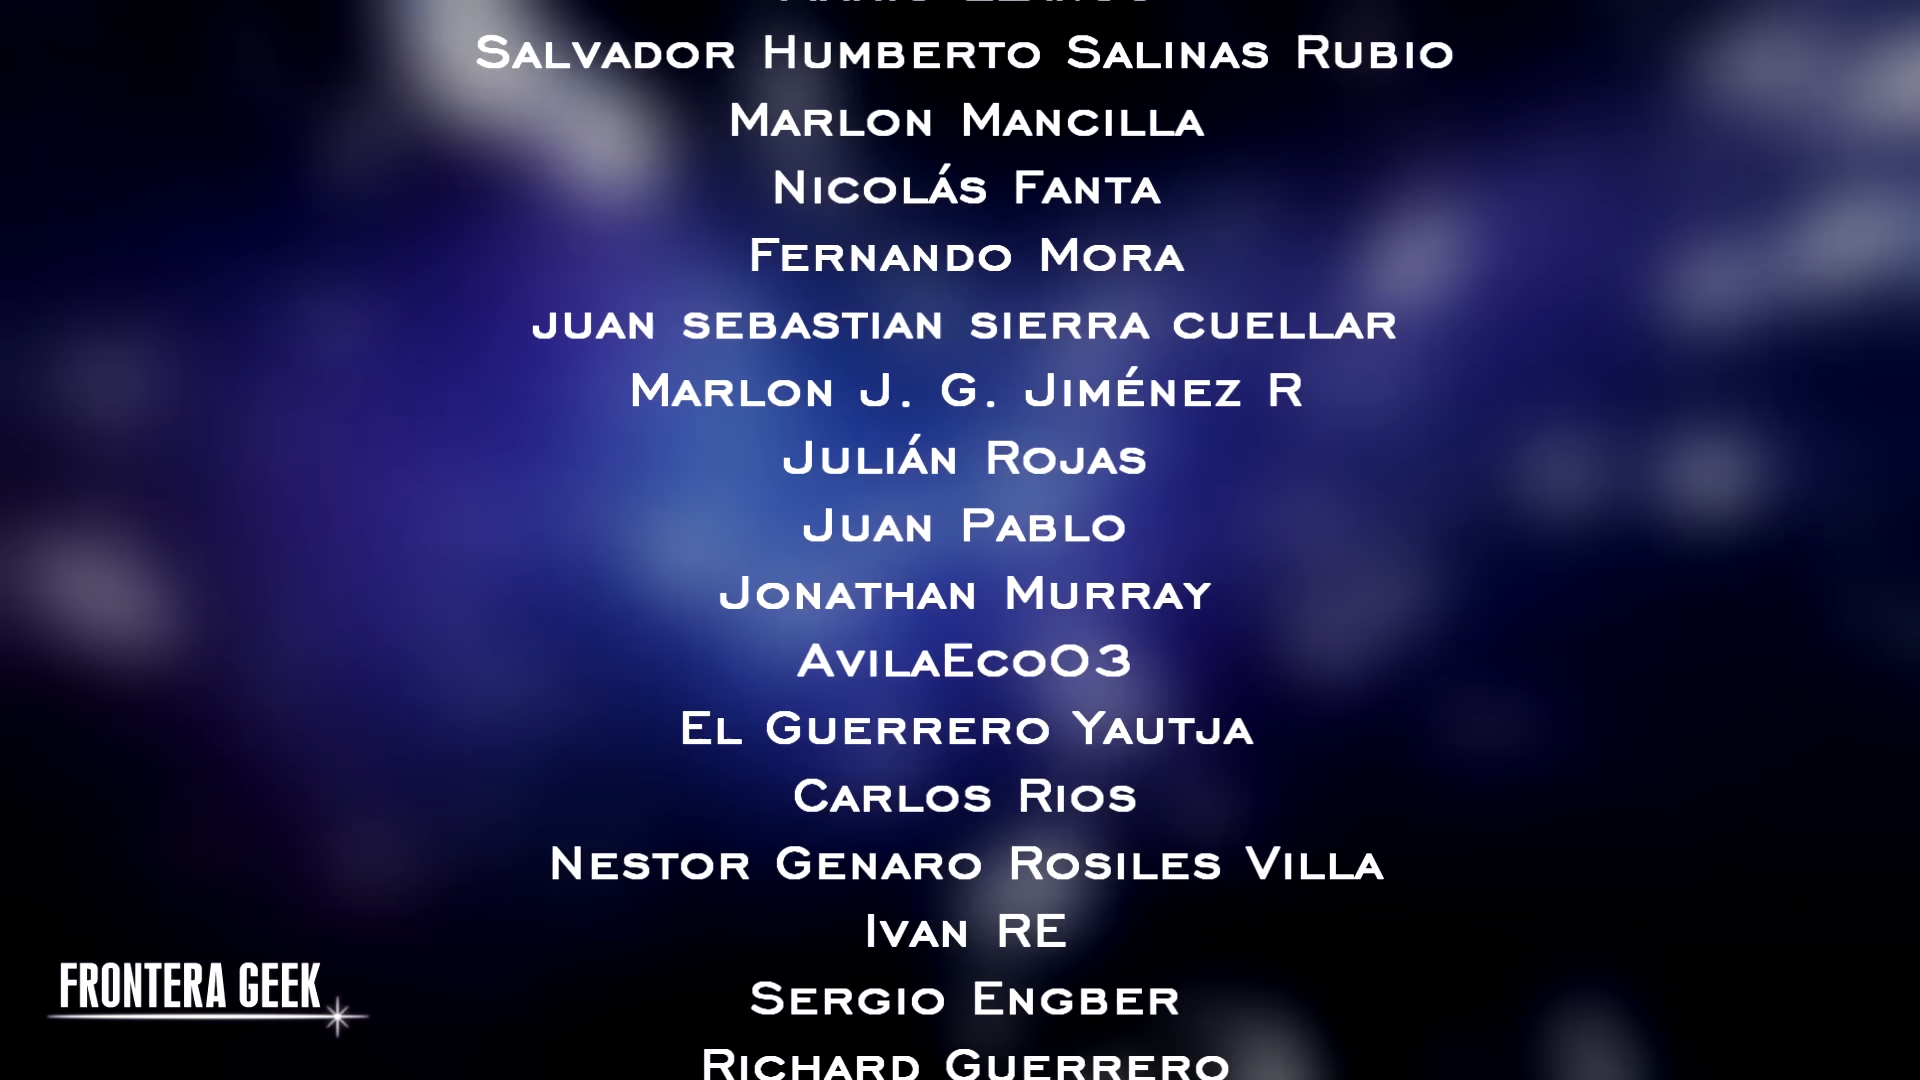 Salvador Humberto Salinas Rubio
Marlon Mancilla
Nicolás Fanta
Fernando Mora
juan sebastian sierra cuellar
Marlon J. G. Jiménez R
Julián Rojas
Juan Pablo
Jonathan Murray
AvilaEco03
El Guerrero Yautja
Carlos Rios
Nestor Genaro Rosiles Villa
Ivan RE
Sergio Engber
Richard Guerrero
FRONTERA GEEK